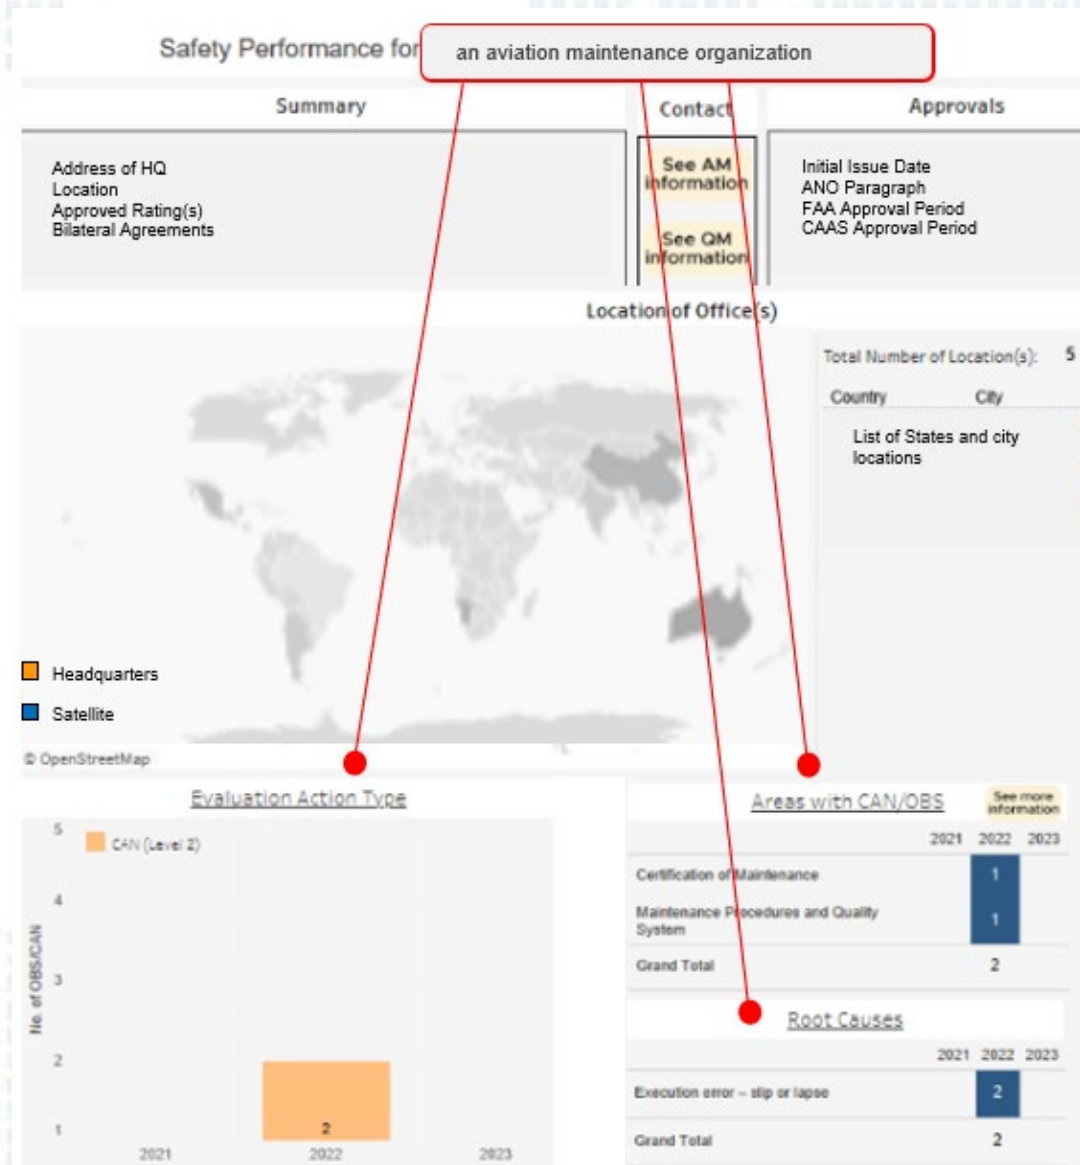 Safety Performance for
an aviation maintenance organization
Summary
Contact
Approvals
Address of HQ
Location
Approved Rating(s)
Bilateral Agreements
See AM
information
See QM
information
Initial Issue Date
ANO Paragraph
FAA Approval Period
CAAS Approval Period
Location of Office(s)
Total Number of Location(s): 5
Country City
List of States and city
locations
Headquarters
Satellite
© OpenStreetMap
Evaluation Action Type
CAN (Level 2)
No. of OBS/CAN
5
4
3
2
1
2
2021 2022 2023
Areas with CAN/OBS
See more
information
2021 2022 2023
Certification of Maintenance 1
Maintenance Procedures and Quality
System 1
Grand Total 2
Root Causes
2021 2022 2023
Execution error – slip or lapse 2
Grand Total 2